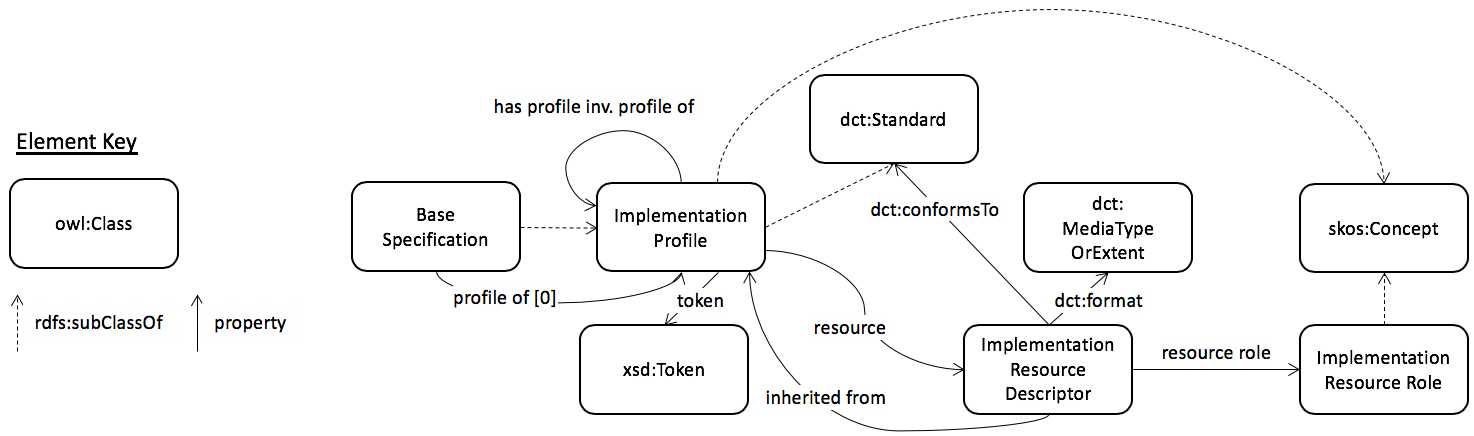 Element Key
owl:Class
rdfs:subClassOf
property
has profile inv. profile of
Base
Specification
Implementation
Profile
profile of [0]
token
xsd:Token
dct:Standard
dct:conformsTo
dct:
MediaType
OrExtent
dct:format
resource
inherited from
Implementation
Resource
Descriptor
resource role
skos:Concept
Implementation
Resource Role